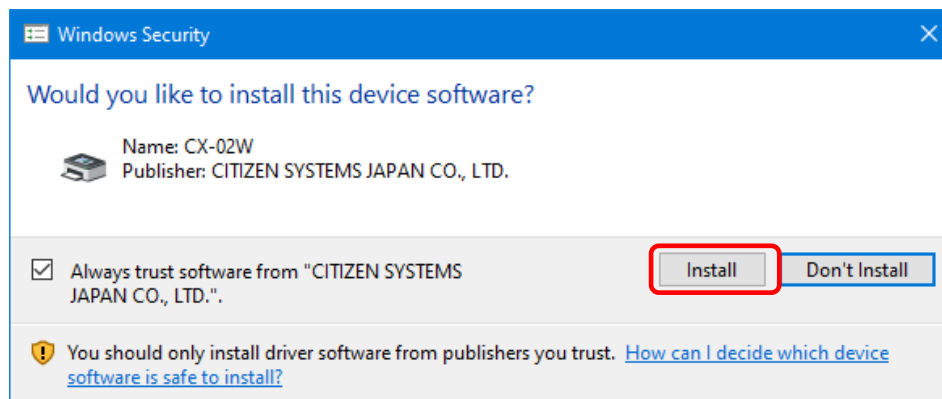 Windows Security
Would you like to install this device software?
Name: CX-02W
Publisher: CITIZEN SYSTEMS JAPAN CO., LTD.
Always trust software from "CITIZEN SYSTEMS
JAPAN CO., LTD.".
Install
Don't Install
You should only install driver software from publishers you trust. How can I decide which device
software is safe to install?